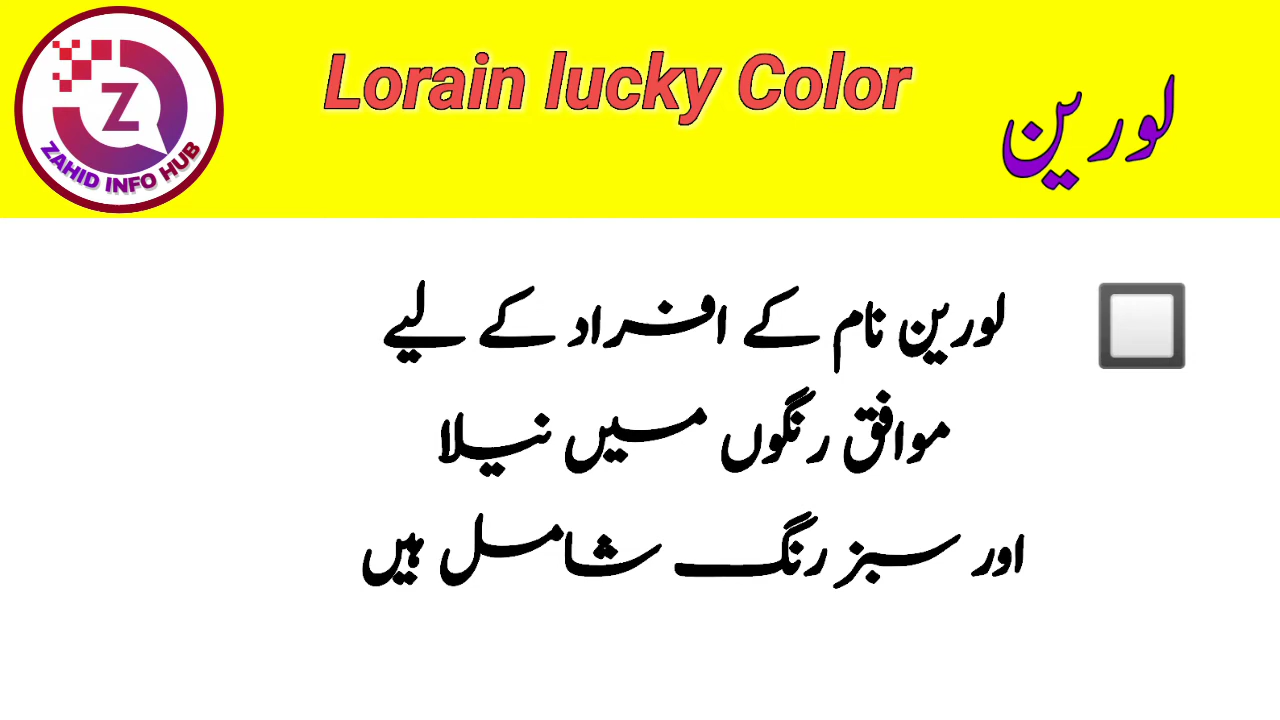 Z
ZAHID INFO HUB
Lorain lucky Color
لورین
لورین نام کے افراد کے لیے
موافق رنگوں میں نیلا
اور سبز رنگ شامل ہیں